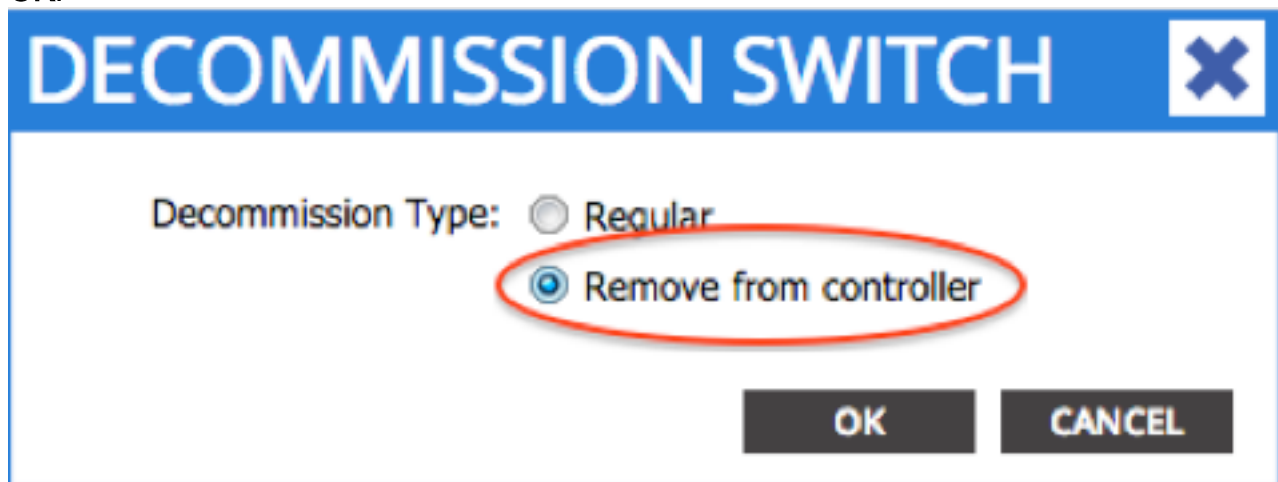 DECOMMISSION SWITCH
Decommission Type: Regular
Remove from controller
OK CANCEL